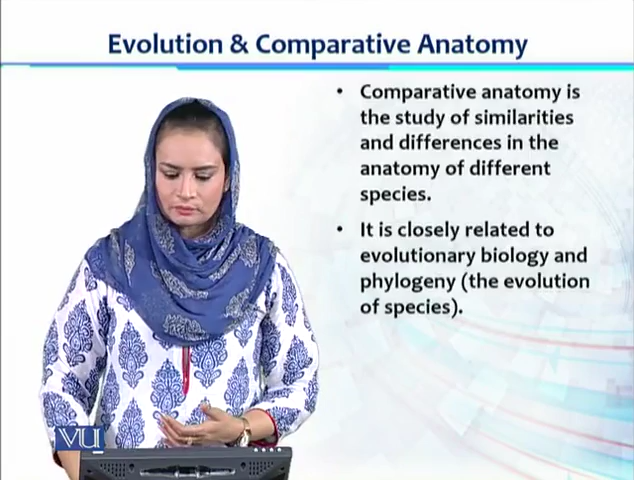 Evolution & Comparative Anatomy
• Comparative anatomy is
the study of similarities
and differences in the
anatomy of different
species.
• It is closely related to
evolutionary biology and
phylogeny (the evolution
of species).
VU